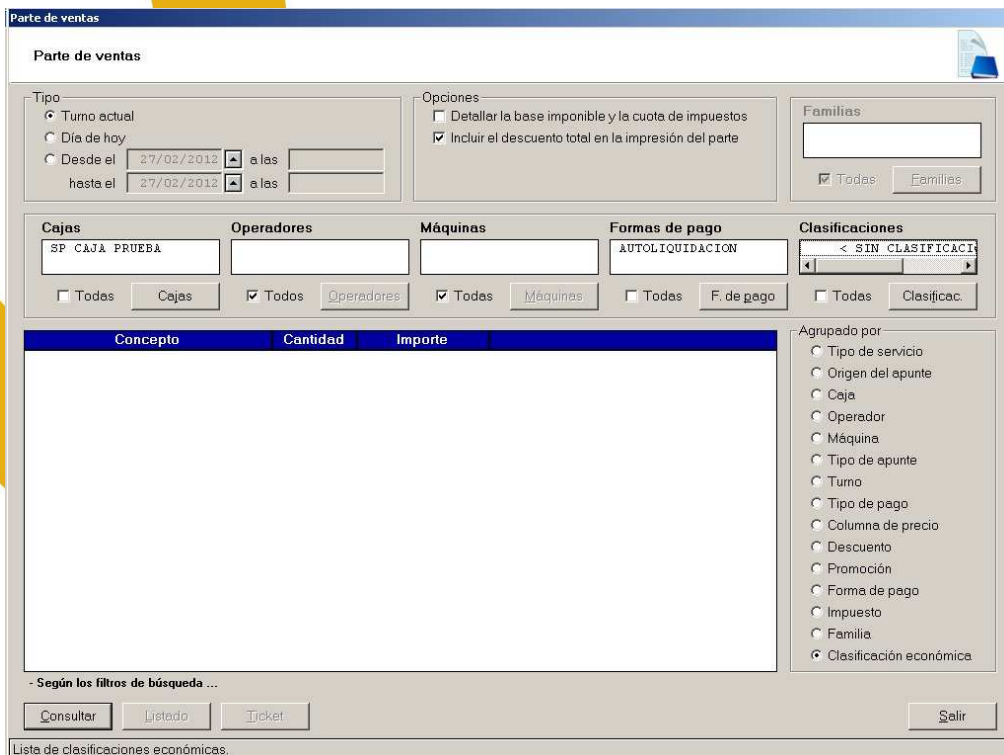 Parte de ventas
Parte de ventas
Tipo
Turno actual
Día de hoy
Desde el 27/02/2012 a las
hasta el 27/02/2012 a las
Opciones
Detallar la base imponible y la cuota de impuestos
Incluir el descuento total en la impresión del parte
Familias
Todas Familias
Cajas Operadores Máquinas Formas de pago Clasificaciones
SP CAJA PRUEBA AUTOLIQUIDACION < SIN CLASIFICACI
Todas Cajas Todos Operadores Todas Máquinas Todas F. de pago Todas Clasificac.
Concepto Cantidad Importe
Agrupado por
Tipo de servicio
Origen del apunte
Caja
Operador
Máquina
Tipo de apunte
Turno
Tipo de pago
Columna de precio
Descuento
Promoción
Forma de pago
Impuesto
Familia
Clasificación económica
- Según los filtros de búsqueda ...
Consultar Listado Ticket Salir
Lista de clasificaciones económicas.